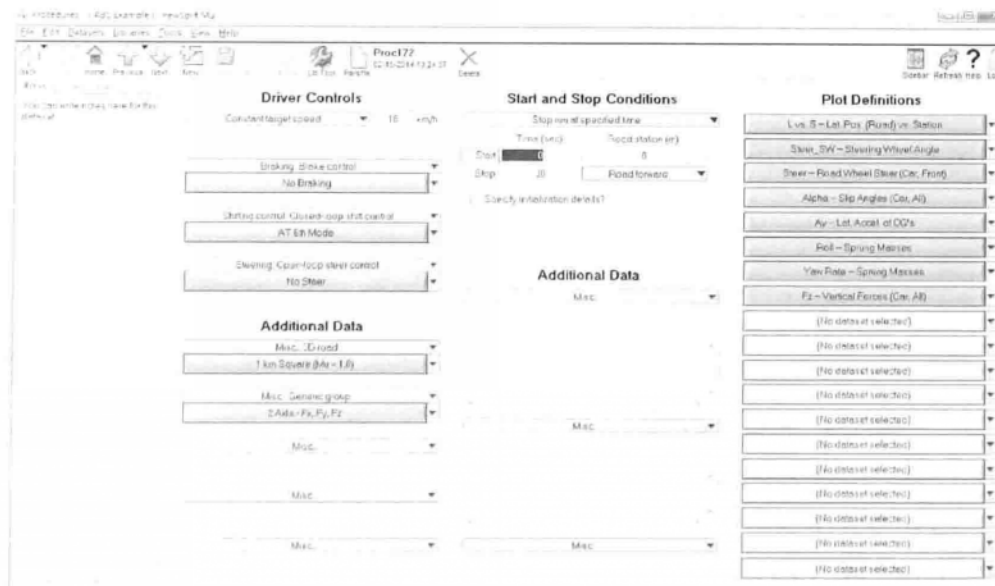 File Edit Datasets Libraries Tools View Help
Home Previous Next New
Proc172
Delete
Sidebar Refresh Help
Driver Controls
Constant target speed
km/h
Braking: Brake control
No Braking
Shifting control: Closed-loop shift control
AT 6th Mode
Steering: Open-loop steer control
No Steer
Additional Data
Misc.: 3D road
1 km Square (Mu - 1.0)
Misc.: Generic group
2 Axle - Fx, Fy, Fz
Misc.
Misc.
Misc.
Start and Stop Conditions
Stop run at specified time
Time (sec) Road station (m)
Start 0 0
Stop Road forward
Specify initialization details?
Additional Data
Misc.
Misc.
Misc.
Plot Definitions
L vs. S – Lat. Pos. (Road) vs. Station
Steer_SW – Steering Wheel Angle
Steer – Road Wheel Steer (Car, Front)
Alpha – Slip Angles (Car, All)
Ay – Lat. Accel. of CG's
Roll – Sprung Masses
Yaw Rate – Sprung Masses
Fz – Vertical Forces (Car, All)
(No dataset selected)
(No dataset selected)
(No dataset selected)
(No dataset selected)
(No dataset selected)
(No dataset selected)
(No dataset selected)
(No dataset selected)
(No dataset selected)
(No dataset selected)
(No dataset selected)